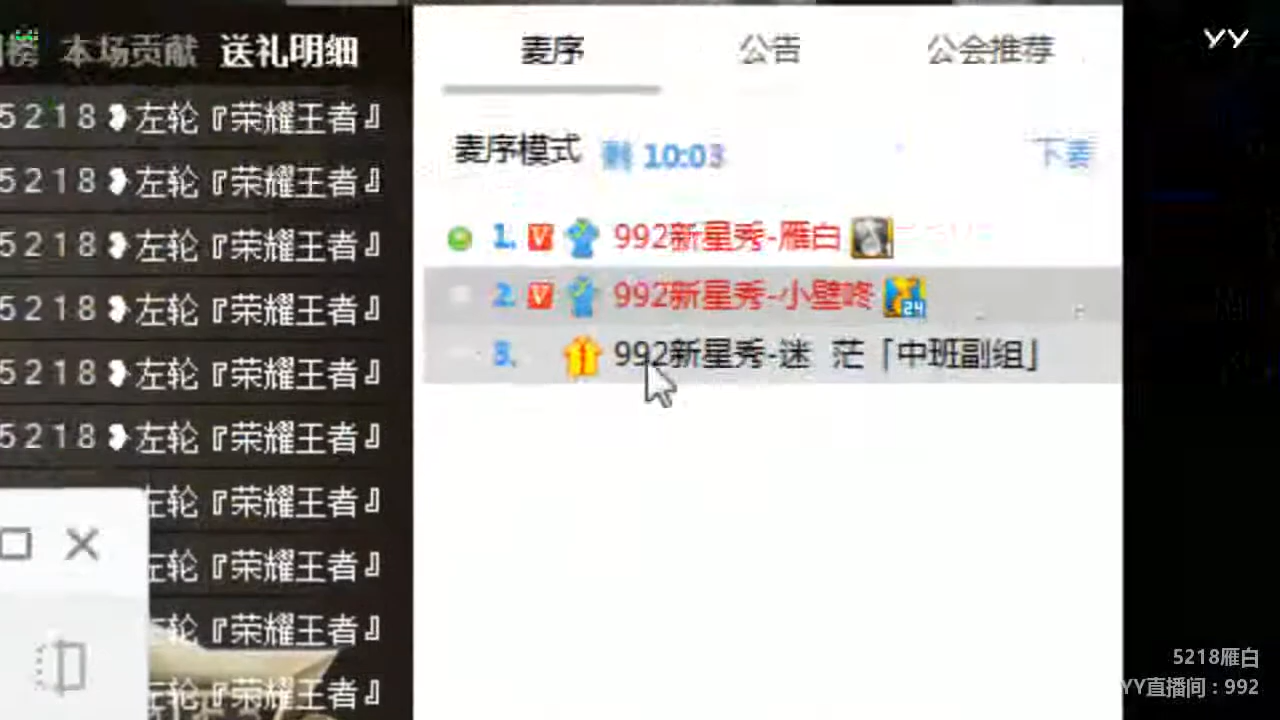 榜 本场贡献 送礼明细
5218❥左轮『荣耀王者』
5218❥左轮『荣耀王者』
5218❥左轮『荣耀王者』
5218❥左轮『荣耀王者』
5218❥左轮『荣耀王者』
5218❥左轮『荣耀王者』
左轮『荣耀王者』
左轮『荣耀王者』
轮『荣耀王者』
左轮『荣耀王者』
麦序 公告 公会推荐
麦序模式 剩 10:03 下麦
1. V 992新星秀-雁白
2. V 992新星秀-小壁咚 24
3. 992新星秀-迷 茫「中班副组」
YY
5218雁白
YY直播间:992